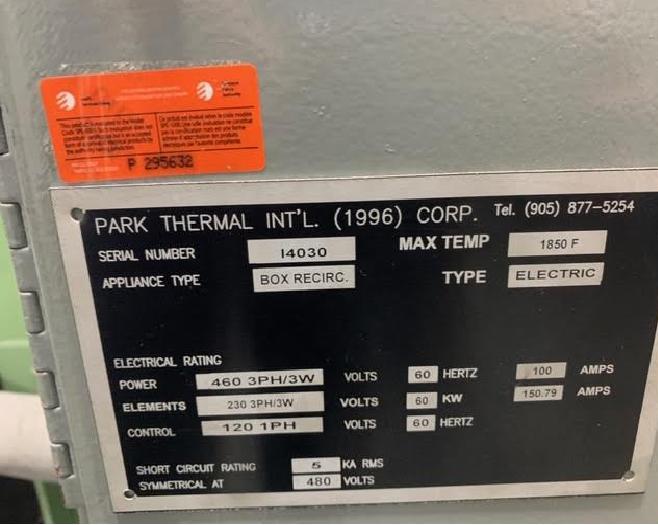 P 295632
PARK THERMAL INT'L. (1996) CORP. Tel. (905) 877-5254
SERIAL NUMBER 14030 MAX TEMP 1850 F
APPLIANCE TYPE BOX RECIRC. TYPE ELECTRIC
ELECTRICAL RATING
POWER 460 3PH/3W VOLTS 60 HERTZ 100 AMPS
ELEMENTS 230 3PH/3W VOLTS 60 KW 150.79 AMPS
CONTROL 120 1PH VOLTS 60 HERTZ
SHORT CIRCUIT RATING 5 KA RMS
SYMMETRICAL AT 480 VOLTS